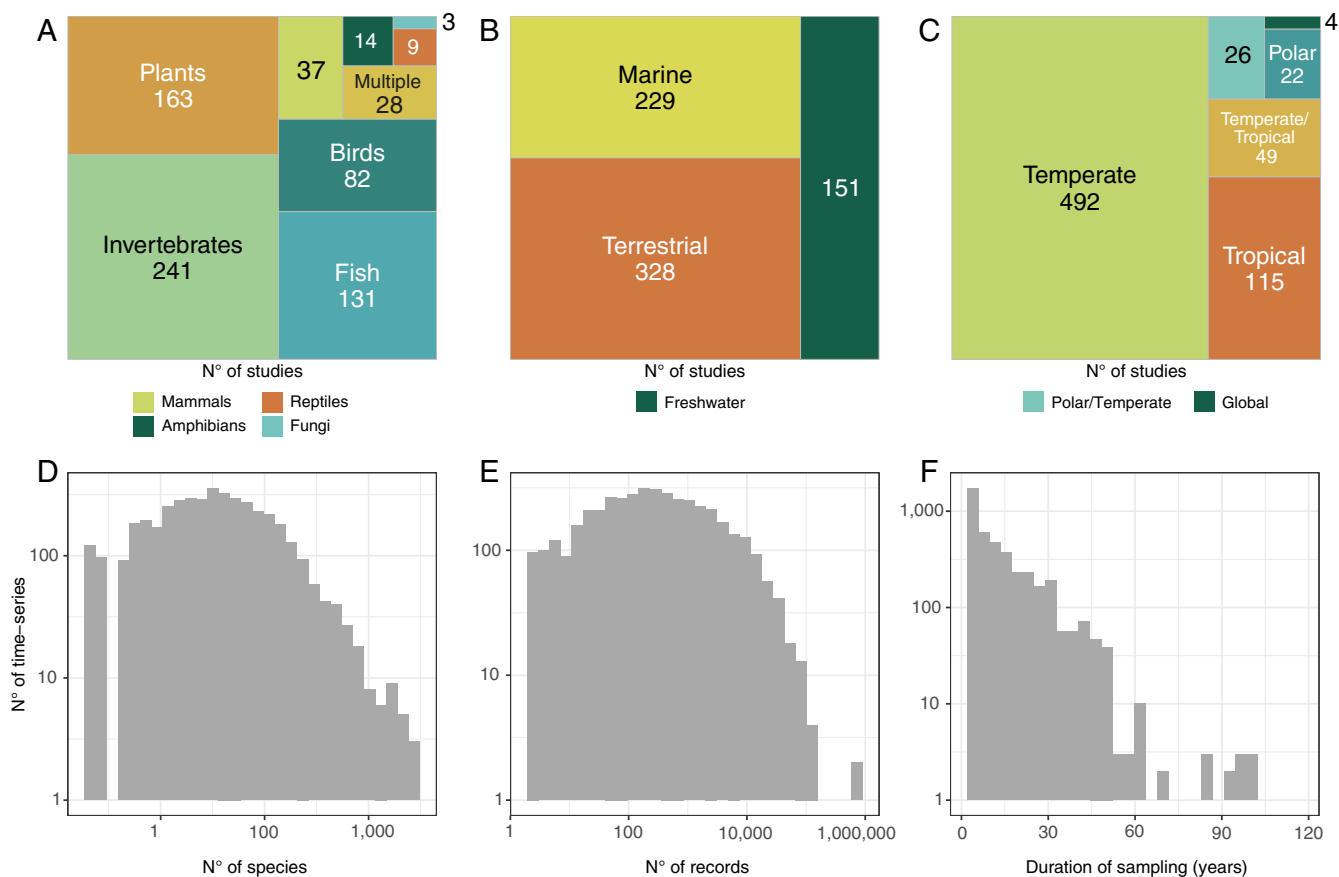 A
Plants
163
37
14
3
9
Multiple
28
Birds
82
Invertebrates
241
Fish
131
N° of studies
Mammals
Reptiles
Amphibians
Fungi
B
Marine
229
151
Terrestrial
328
N° of studies
Freshwater
C
4
26
Polar
22
Temperate/
Tropical
49
Temperate
492
Tropical
115
N° of studies
Polar/Temperate
Global
D
N° of time–series
100
10
1
1
100
1,000
N° of species
E
100
10
1
1
100
10,000
1,000,000
N° of records
F
1,000
100
10
1
0
30
60
90
120
Duration of sampling (years)